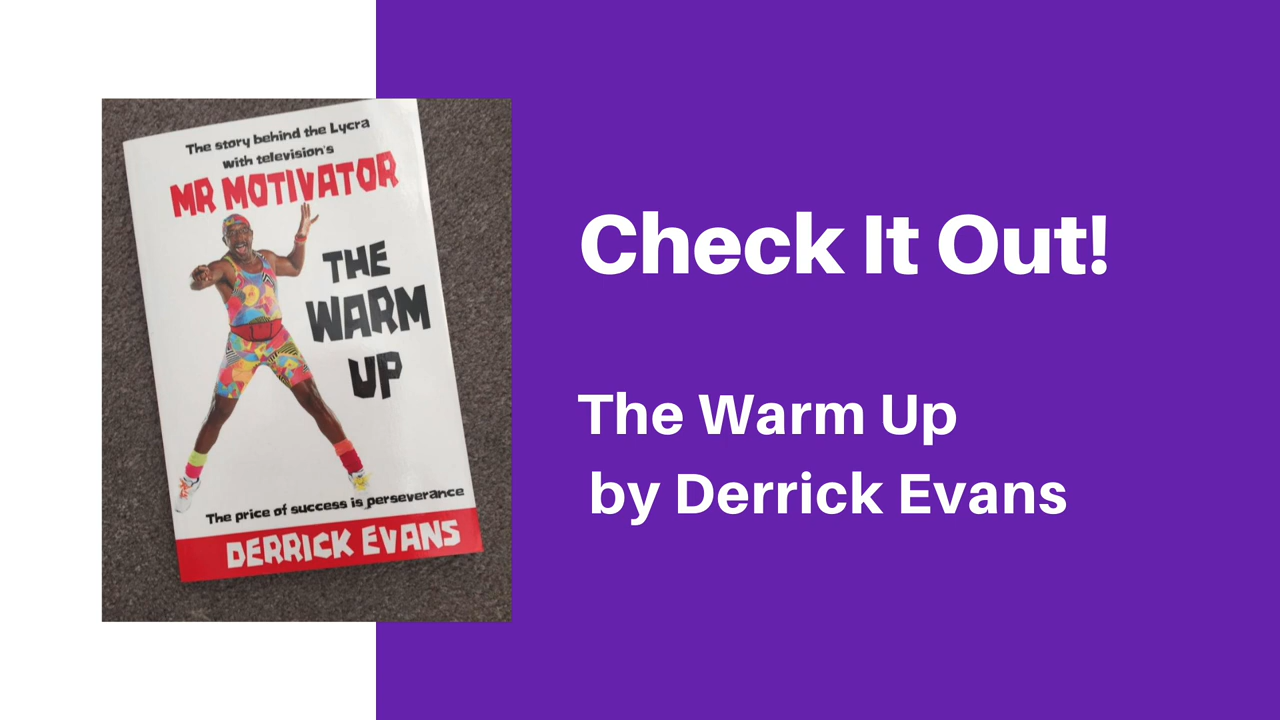 The story behind the Lycra
with television's
MR MOTIVATOR
THE
WARM
UP
The price of success is perseverance
DERRICK EVANS
Check It Out!
The Warm Up
by Derrick Evans